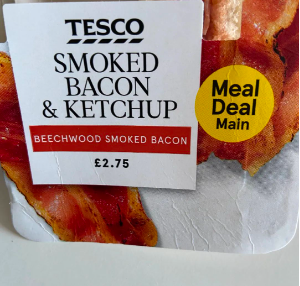 TESCO
SMOKED
BACON
& KETCHUP
BEECHWOOD SMOKED BACON
£2.75
Meal
Deal
Main